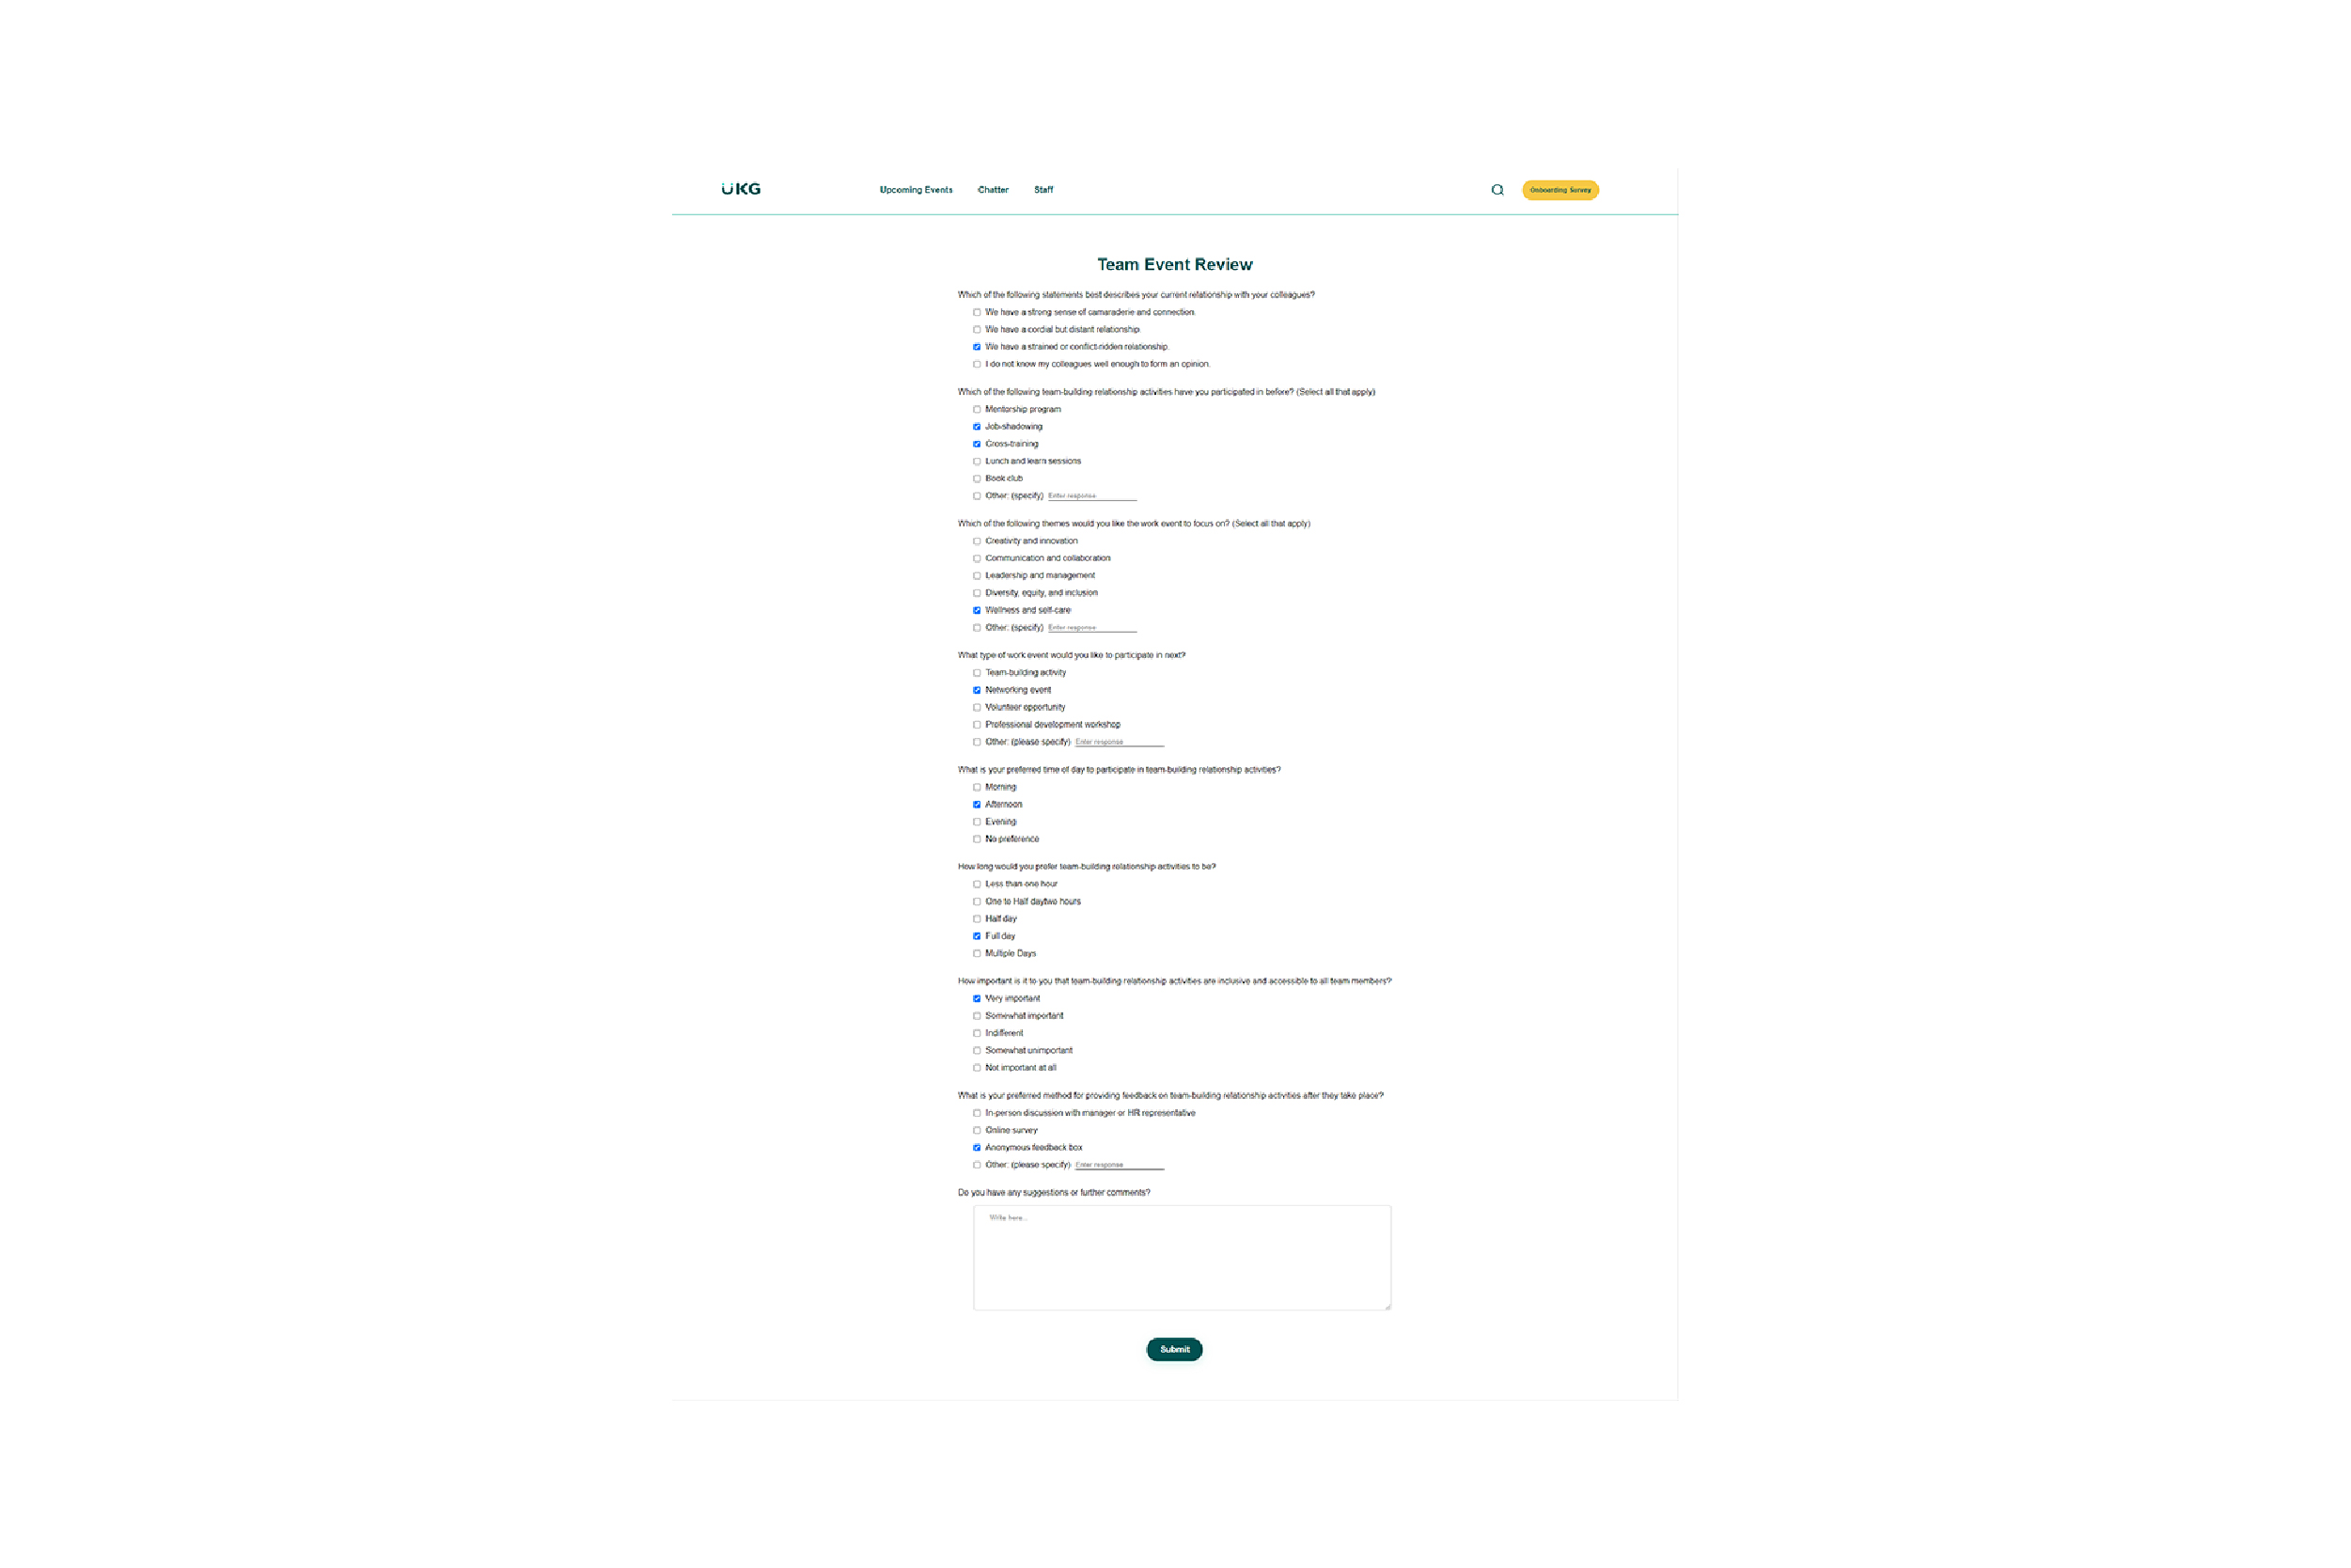 UKG
Upcoming Events Chatter Staff
Onboarding Survey
Team Event Review
Which of the following statements best describes your current relationship with your colleagues?
We have a strong sense of camaraderie and connection.
We have a cordial but distant relationship.
We have a strained or conflict-ridden relationship.
I do not know my colleagues well enough to form an opinion.
Which of the following team-building relationship activities have you participated in before? (Select all that apply)
Mentorship program
Job-shadowing
Cross-training
Lunch and learn sessions
Book club
Other: (specify) Enter response
Which of the following themes would you like the work event to focus on? (Select all that apply)
Creativity and innovation
Communication and collaboration
Leadership and management
Diversity, equity, and inclusion
Wellness and self-care
Other: (specify) Enter response
What type of work event would you like to participate in next?
Team-building activity
Networking event
Volunteer opportunity
Professional development workshop
Other: (please specify) Enter response
What is your preferred time of day to participate in team-building relationship activities?
Morning
Afternoon
Evening
No preference
How long would you prefer team-building relationship activities to be?
Less than one hour
One to Half daytwo hours
Half day
Full day
Multiple Days
How important is it to you that team-building relationship activities are inclusive and accessible to all team members?
Very important
Somewhat important
Indifferent
Somewhat unimportant
Not important at all
What is your preferred method for providing feedback on team-building relationship activities after they take place?
In-person discussion with manager or HR representative
Online survey
Anonymous feedback box
Other: (please specify) Enter response
Do you have any suggestions or further comments?
Write here...
Submit